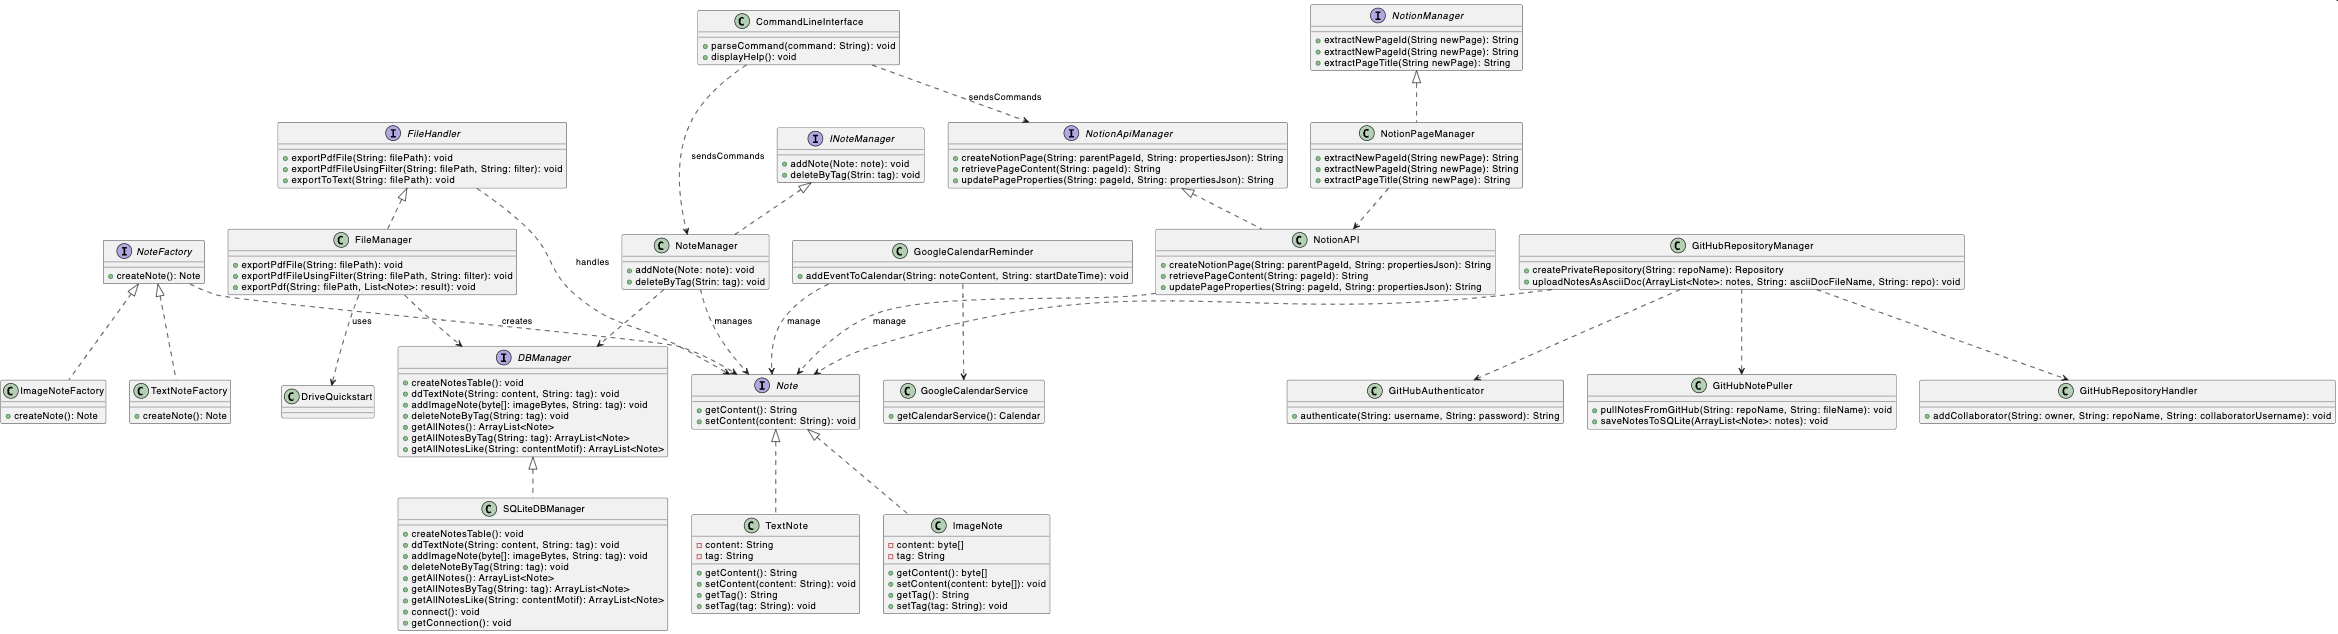 CommandLineInterface
parseCommand(command: String): void
displayHelp(): void
NotionManager
extractNewPageId(String newPage): String
extractNewPageId(String newPage): String
extractPageTitle(String newPage): String
sendsCommands
FileHandler
exportPdfFile(String: filePath): void
exportPdfFileUsingFilter(String: filePath, String: filter): void
exportToText(String: filePath): void
INoteManager
addNote(Note: note): void
deleteByTag(Strin: tag): void
NotionApiManager
createNotionPage(String: parentPageId, String: propertiesJson): String
retrievePageContent(String: pageId): String
updatePageProperties(String: pageId, String: propertiesJson): String
NotionPageManager
extractNewPageId(String newPage): String
extractNewPageId(String newPage): String
extractPageTitle(String newPage): String
sendsCommands
NoteFactory
createNote(): Note
FileManager
exportPdfFile(String: filePath): void
exportPdfFileUsingFilter(String: filePath, String: filter): void
exportPdf(String: filePath, List<Note>: result): void
handles
NoteManager
addNote(Note: note): void
deleteByTag(Strin: tag): void
GoogleCalendarReminder
addEventToCalendar(String: noteContent, String: startDateTime): void
NotionAPI
createNotionPage(String: parentPageId, String: propertiesJson): String
retrievePageContent(String: pageId): String
updatePageProperties(String: pageId, String: propertiesJson): String
GitHubRepositoryManager
createPrivateRepository(String: repoName): Repository
uploadNotesAsAsciiDoc(ArrayList<Note>: notes, String: asciiDocFileName, String: repo): void
uses
creates
manages
manage
manage
ImageNoteFactory
createNote(): Note
TextNoteFactory
createNote(): Note
DriveQuickstart
DBManager
createNotesTable(): void
ddTextNote(String: content, String: tag): void
addImageNote(byte[]: imageBytes, String: tag): void
deleteNoteByTag(String: tag): void
getAllNotes(): ArrayList<Note>
getAllNotesByTag(String: tag): ArrayList<Note>
getAllNotesLike(String: contentMotif): ArrayList<Note>
Note
getContent(): String
setContent(content: String): void
GoogleCalendarService
getCalendarService(): Calendar
GitHubAuthenticator
authenticate(String: username, String: password): String
GitHubNotePuller
pullNotesFromGitHub(String: repoName, String: fileName): void
saveNotesToSQLite(ArrayList<Note>: notes): void
GitHubRepositoryHandler
addCollaborator(String: owner, String: repoName, String: collaboratorUsername): void
SQLiteDBManager
createNotesTable(): void
ddTextNote(String: content, String: tag): void
addImageNote(byte[]: imageBytes, String: tag): void
deleteNoteByTag(String: tag): void
getAllNotes(): ArrayList<Note>
getAllNotesByTag(String: tag): ArrayList<Note>
getAllNotesLike(String: contentMotif): ArrayList<Note>
connect(): void
getConnection(): void
TextNote
content: String
tag: String
getContent(): String
setContent(content: String): void
getTag(): String
setTag(tag: String): void
ImageNote
content: byte[]
tag: String
getContent(): byte[]
setContent(content: byte[]): void
getTag(): String
setTag(tag: String): void